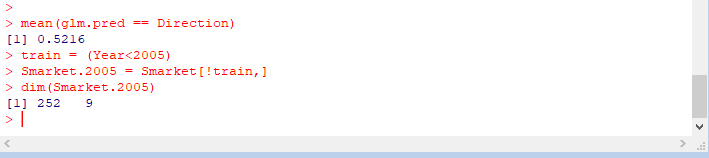 >
> mean(glm.pred == Direction)
[1] 0.5216
> train = (Year<2005)
> Smarket.2005 = Smarket[!train,]
> dim(Smarket.2005)
[1] 252   9
>